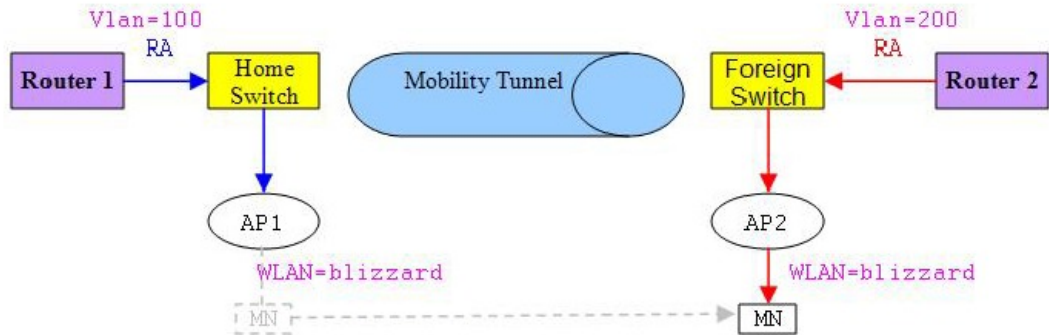 Vlan=100
Vlan=200
RA
RA
Router 1
Home
Switch
Mobility Tunnel
Foreign
Switch
Router 2
AP1
AP2
WLAN=blizzard
WLAN=blizzard
MN
MN